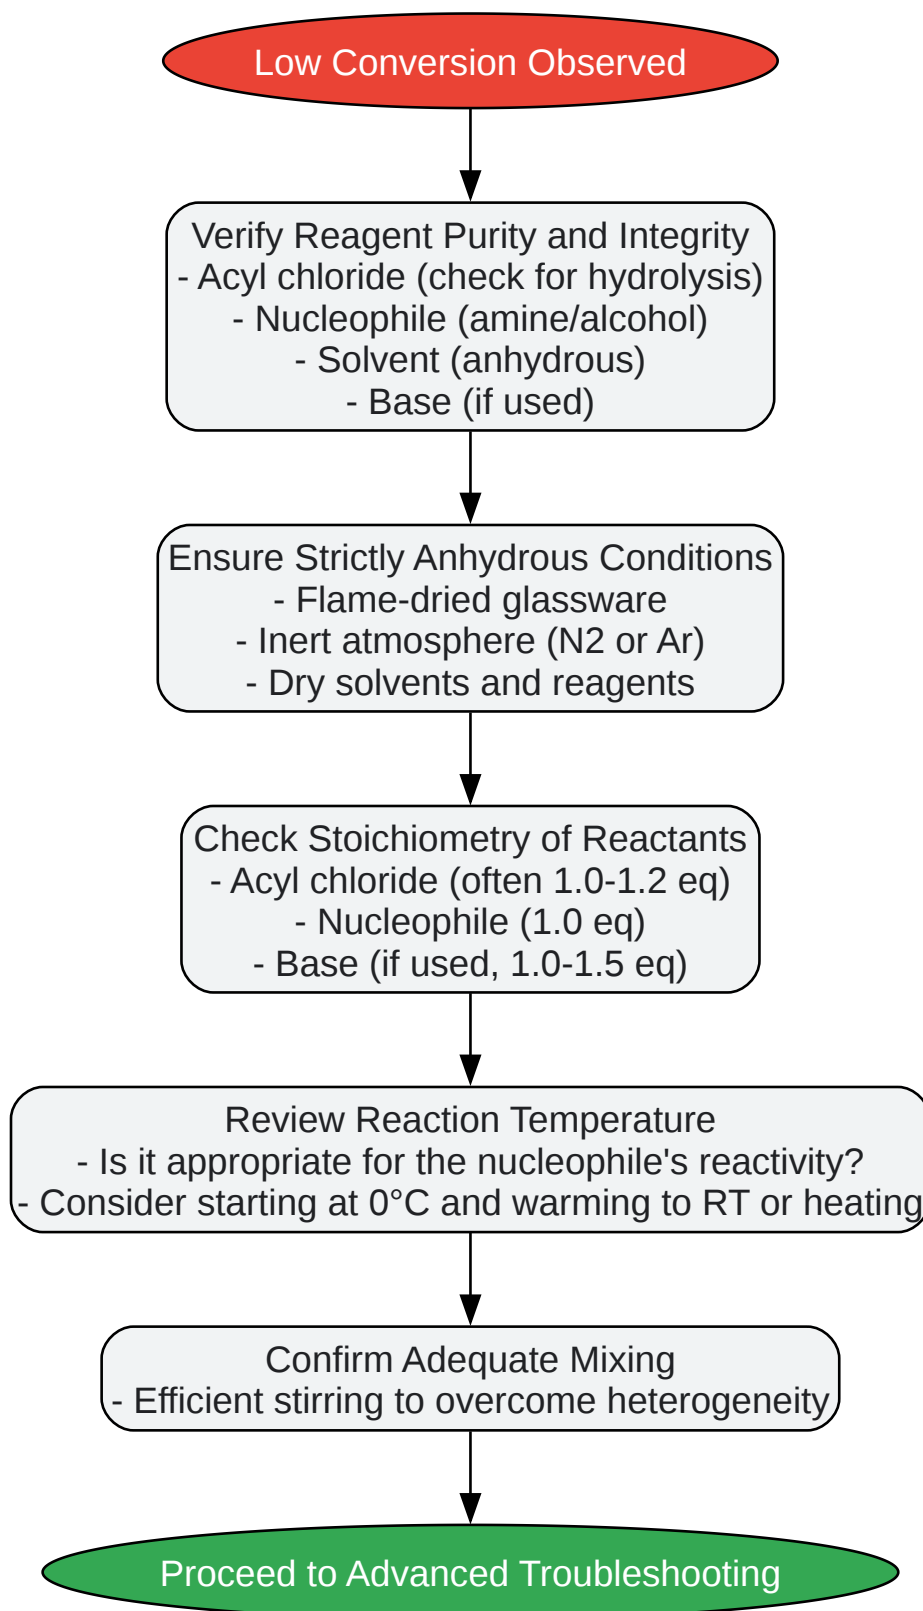 Low Conversion Observed
Verify Reagent Purity and Integrity
- Acyl chloride (check for hydrolysis)
- Nucleophile (amine/alcohol)
- Solvent (anhydrous)
- Base (if used)
Ensure Strictly Anhydrous Conditions
- Flame-dried glassware
- Inert atmosphere (N2 or Ar)
- Dry solvents and reagents
Check Stoichiometry of Reactants
- Acyl chloride (often 1.0-1.2 eq)
- Nucleophile (1.0 eq)
- Base (if used, 1.0-1.5 eq)
Review Reaction Temperature
- Is it appropriate for the nucleophile's reactivity?
- Consider starting at 0°C and warming to RT or heating
Confirm Adequate Mixing
- Efficient stirring to overcome heterogeneity
Proceed to Advanced Troubleshooting